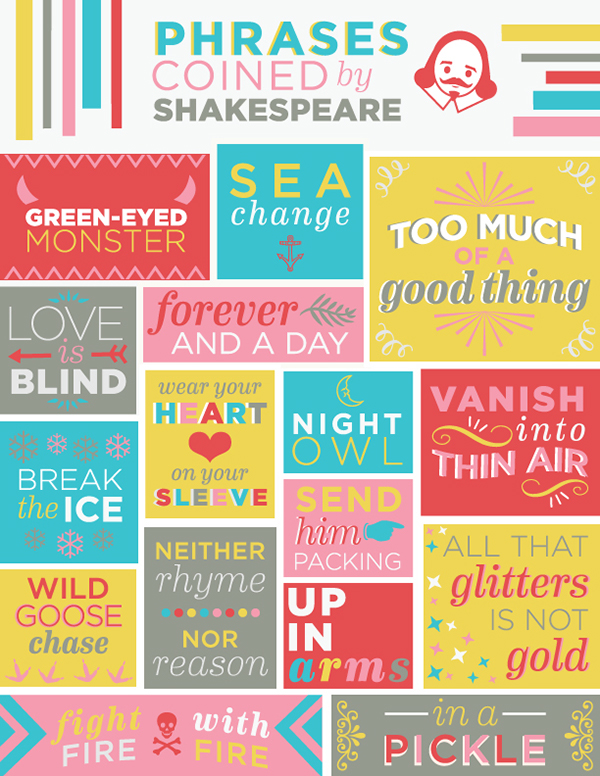 PHRASES
COINED by
SHAKESPEARE
GREEN-EYED
MONSTER
SEA
change
TOO MUCH
OF A
good thing
LOVE
is
BLIND
forever
AND A DAY
wear your
HEART
on your
SLEEVE
NIGHT
OWL
VANISH
into
THIN AIR
BREAK
the ICE
SEND
him
PACKING
NEITHER
rhyme
NOR
reason
ALL THAT
glitters
IS NOT
gold
WILD
GOOSE
chase
UP
IN
arms
fight with
FIRE FIRE
in a
PICKLE